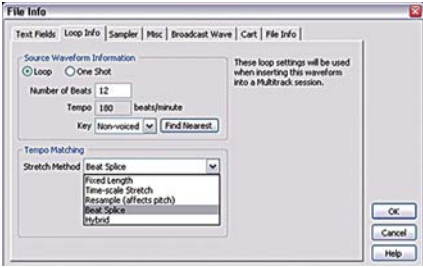 File Info
Text Fields Loop Info Sampler Misc Broadcast Wave Cart File Info
Source Waveform Information
Loop One Shot
Number of Beats 12
Tempo 180 beats/minute
Key Non-voiced Find Nearest
These loop settings will be used
when inserting this waveform
into a Multitrack session.
Tempo Matching
Stretch Method Beat Splice
Fixed Length
Time-scale Stretch
Resample (affects pitch)
Beat Splice
Hybrid
OK
Cancel
Help